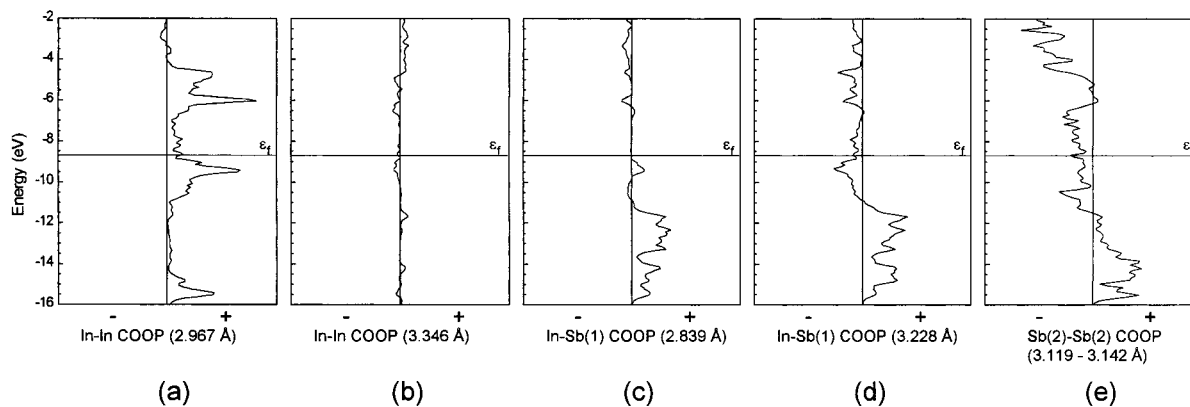 -2
-4
-6
-8
-10
-12
-14
-16
Energy (eV)
εf
εf
εf
εf
ε
- +
- +
- +
- +
- +
In-In COOP (2.967 Å)
In-In COOP (3.346 Å)
In-Sb(1) COOP (2.839 Å)
In-Sb(1) COOP (3.228 Å)
Sb(2)-Sb(2) COOP
(3.119 - 3.142 Å)
(a)
(b)
(c)
(d)
(e)